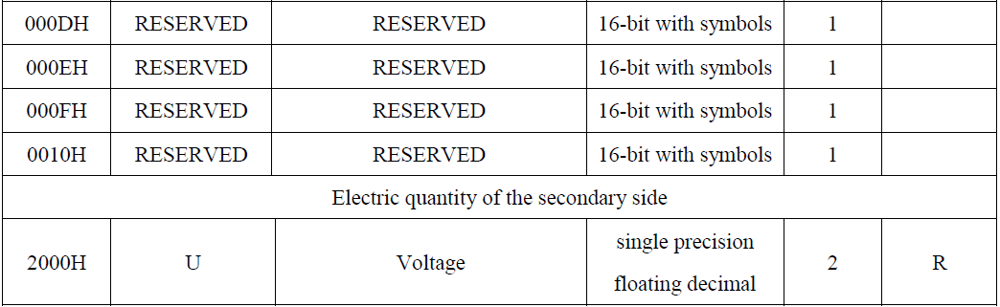 000DH RESERVED RESERVED 16-bit with symbols 1
000EH RESERVED RESERVED 16-bit with symbols 1
000FH RESERVED RESERVED 16-bit with symbols 1
0010H RESERVED RESERVED 16-bit with symbols 1
Electric quantity of the secondary side
2000H U Voltage single precision floating decimal 2 R